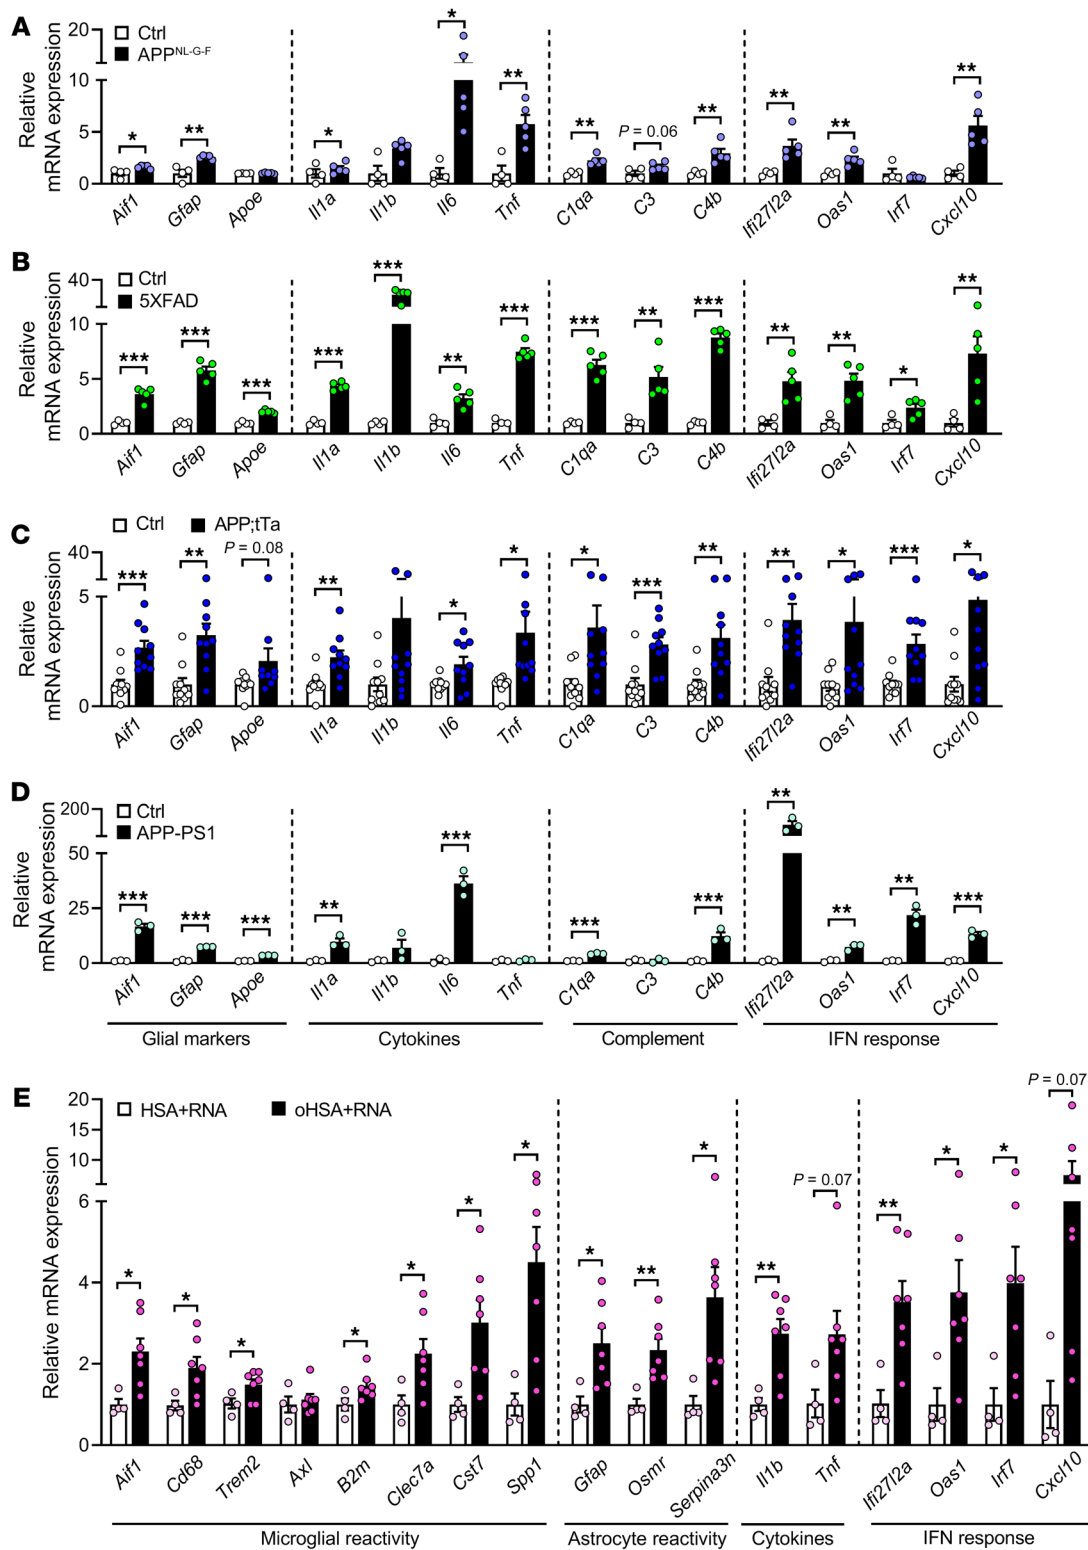 A
Relative
mRNA expression
20
10
5
0
Ctrl
APP^NL-G-F
* ** * * ** ** P = 0.06 ** ** ** **
Aif1 Gfap Apoe Il1a Il1b Il6 Tnf C1qa C3 C4b Ifi27l2a Oas1 Irf7 Cxcl10
B
Relative
mRNA expression
40
10
5
0
Ctrl
5XFAD
*** *** *** *** *** ** *** *** ** *** ** ** * **
Aif1 Gfap Apoe Il1a Il1b Il6 Tnf C1qa C3 C4b Ifi27l2a Oas1 Irf7 Cxcl10
C
Relative
mRNA expression
40
5
0
Ctrl APP;tTa
*** ** P = 0.08 ** * * * *** ** ** * *** *
Aif1 Gfap Apoe Il1a Il1b Il6 Tnf C1qa C3 C4b Ifi27l2a Oas1 Irf7 Cxcl10
D
Relative
mRNA expression
200
50
25
0
Ctrl
APP-PS1
*** *** *** ** *** *** *** ** ** ** ***
Aif1 Gfap Apoe Il1a Il1b Il6 Tnf C1qa C3 C4b Ifi27l2a Oas1 Irf7 Cxcl10
Glial markers Cytokines Complement IFN response
E
Relative mRNA expression
20
15
10
6
4
2
0
HSA+RNA oHSA+RNA
* * * * * * * * ** * ** P = 0.07 ** * * P = 0.07
Aif1 Cd68 Trem2 Axl B2m Clec7a Cst7 Spp1 Gfap Osmr Serpina3n Il1b Tnf Ifi27l2a Oas1 Irf7 Cxcl10
Microglial reactivity Astrocyte reactivity Cytokines IFN response